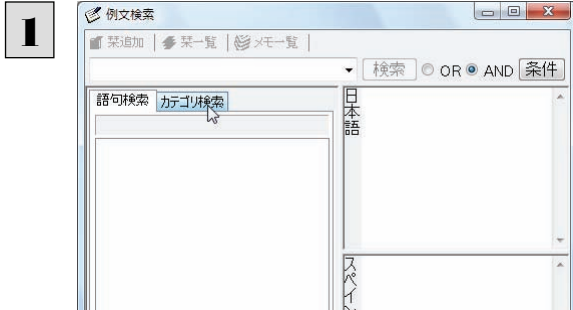 1
例文検索
栞追加 栞一覧 メモ一覧
検索 OR AND 条件
語句検索 カテゴリ検索
日本語
スペイン